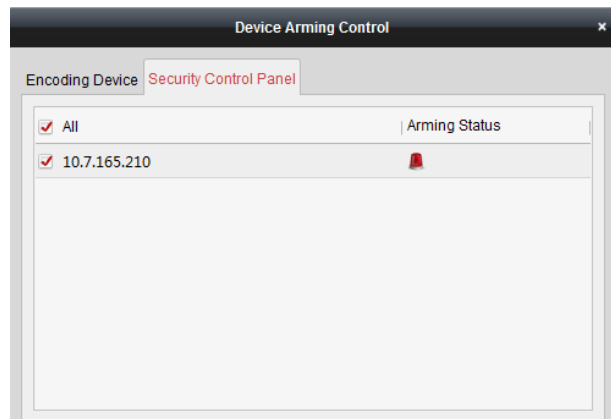 Device Arming Control ×
Encoding Device Security Control Panel
All Arming Status
10.7.165.210